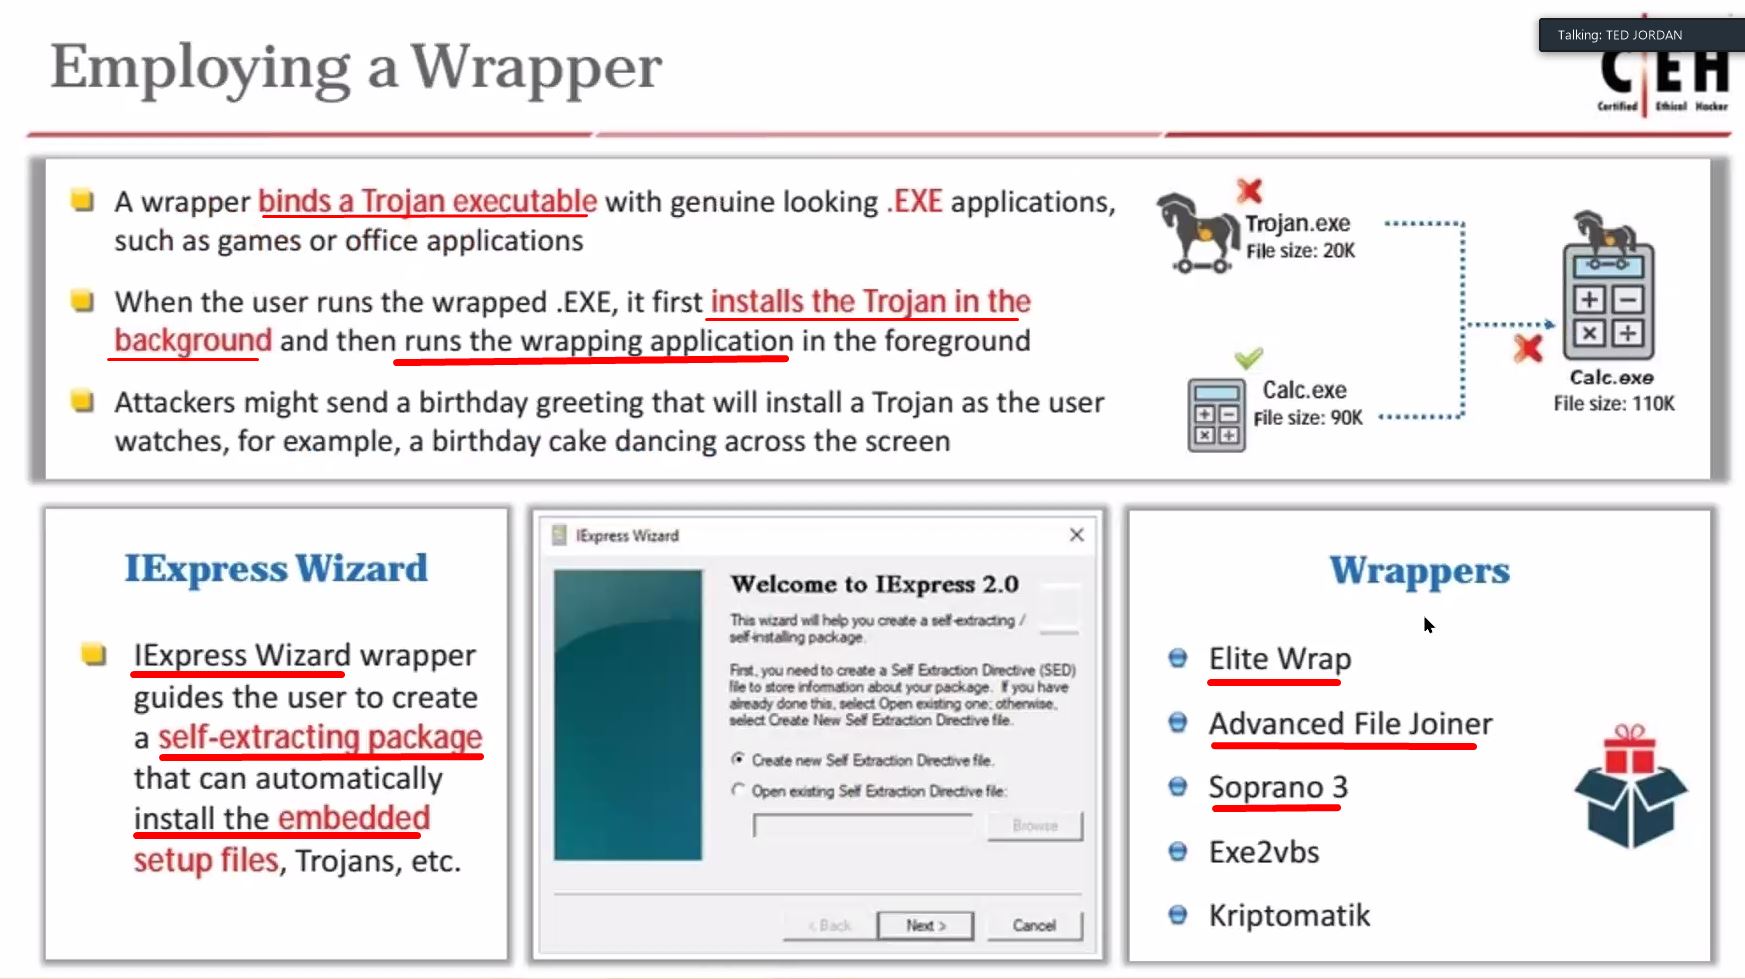 Talking: TED JORDAN
Employing a Wrapper
C|EH
Certified Ethical Hacker
A wrapper binds a Trojan executable with genuine looking .EXE applications,
such as games or office applications
When the user runs the wrapped .EXE, it first installs the Trojan in the
background and then runs the wrapping application in the foreground
Attackers might send a birthday greeting that will install a Trojan as the user
watches, for example, a birthday cake dancing across the screen
Trojan.exe
File size: 20K
Calc.exe
File size: 90K
Calc.exe
File size: 110K
IExpress Wizard
IExpress Wizard wrapper
guides the user to create
a self-extracting package
that can automatically
install the embedded
setup files, Trojans, etc.
IExpress Wizard
Welcome to IExpress 2.0
This wizard will help you create a self-extracting /
self-installing package.
First, you need to create a Self Extraction Directive (SED)
file to store information about your package. If you have
already done this, select Open existing one; otherwise,
select Create New Self Extraction Directive file.
Create new Self Extraction Directive file.
Open existing Self Extraction Directive file:
Browse
< Back
Next >
Cancel
Wrappers
Elite Wrap
Advanced File Joiner
Soprano 3
Exe2vbs
Kriptomatik